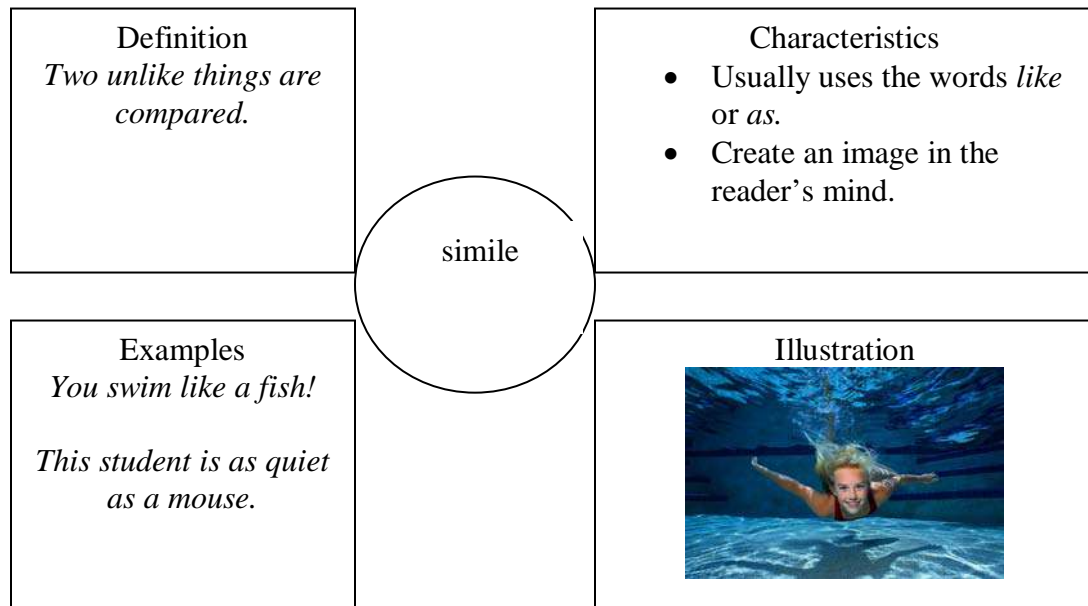 Definition
Two unlike things are
compared.
Characteristics
• Usually uses the words like
or as.
• Create an image in the
reader’s mind.
simile
Examples
You swim like a fish!
This student is as quiet
as a mouse.
Illustration